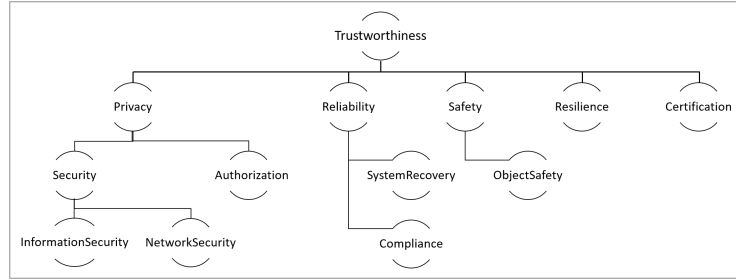 Trustworthiness
Privacy
Reliability
Safety
Resilience
Certification
Security
Authorization
SystemRecovery
ObjectSafety
InformationSecurity
NetworkSecurity
Compliance